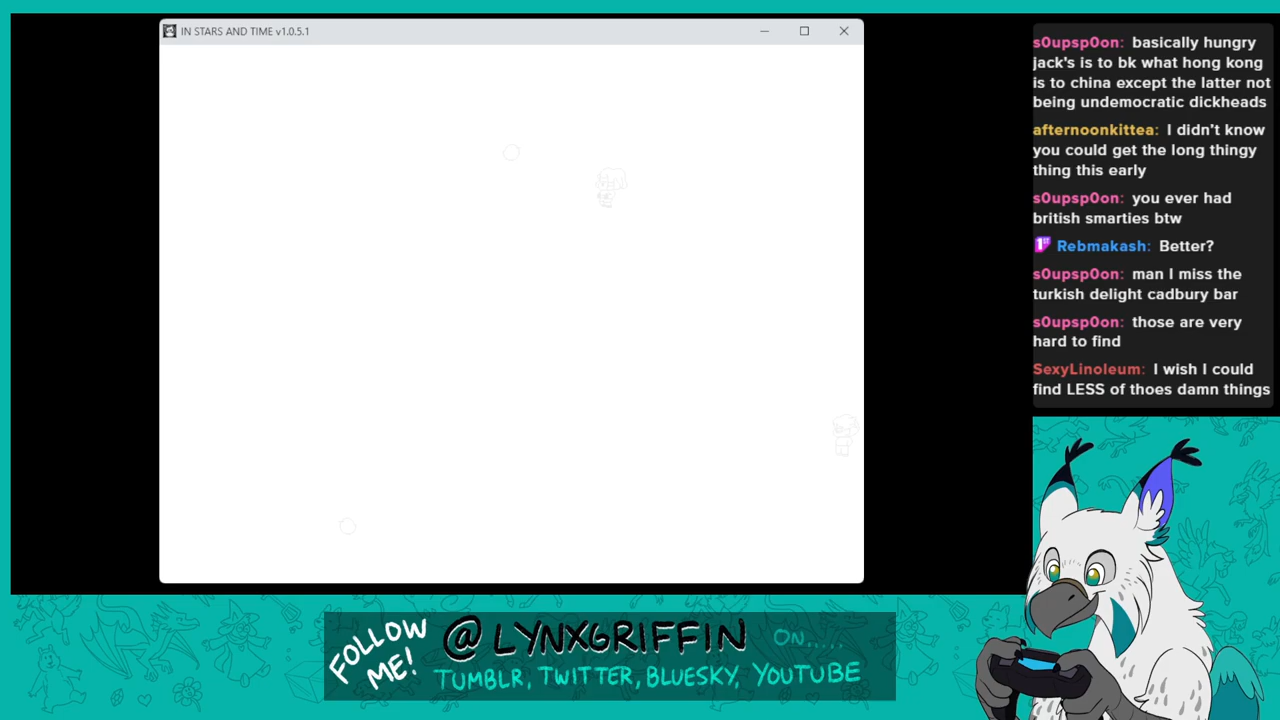 IN STARS AND TIME v1.0.5.1
s0upsp0on: basically hungry
jack's is to bk what hong kong
is to china except the latter not
being undemocratic dickheads
afternoonkittea: I didn't know
you could get the long thingy
thing this early
s0upsp0on: you ever had
british smarties btw
1st Rebmakash: Better?
s0upsp0on: man I miss the
turkish delight cadbury bar
s0upsp0on: those are very
hard to find
SexyLinoleum: I wish I could
find LESS of thoes damn things
FOLLOW
ME!
@LYNXGRIFFIN ON.....
TUMBLR, TWITTER, BLUESKY, YOUTUBE